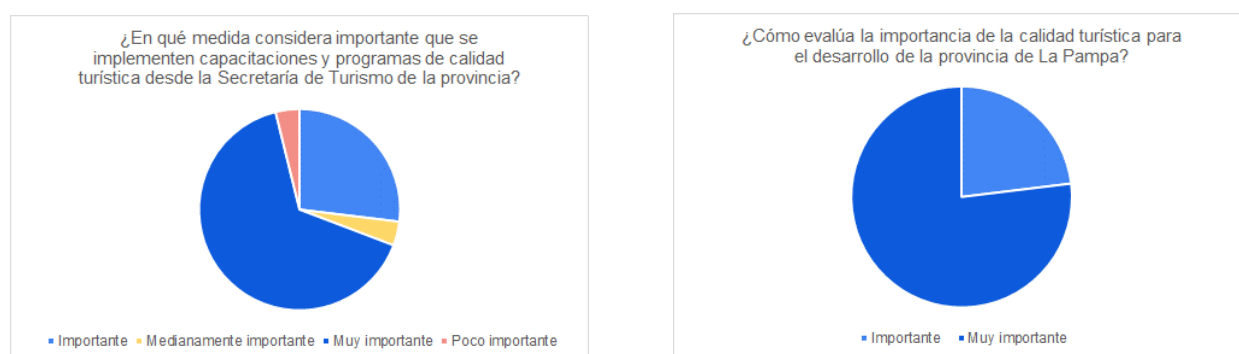 ¿En qué medida considera importante que se
implementen capacitaciones y programas de calidad
turística desde la Secretaría de Turismo de la provincia?
Importante Medianamente importante Muy importante Poco importante
¿Cómo evalúa la importancia de la calidad turística para
el desarrollo de la provincia de La Pampa?
Importante Muy importante